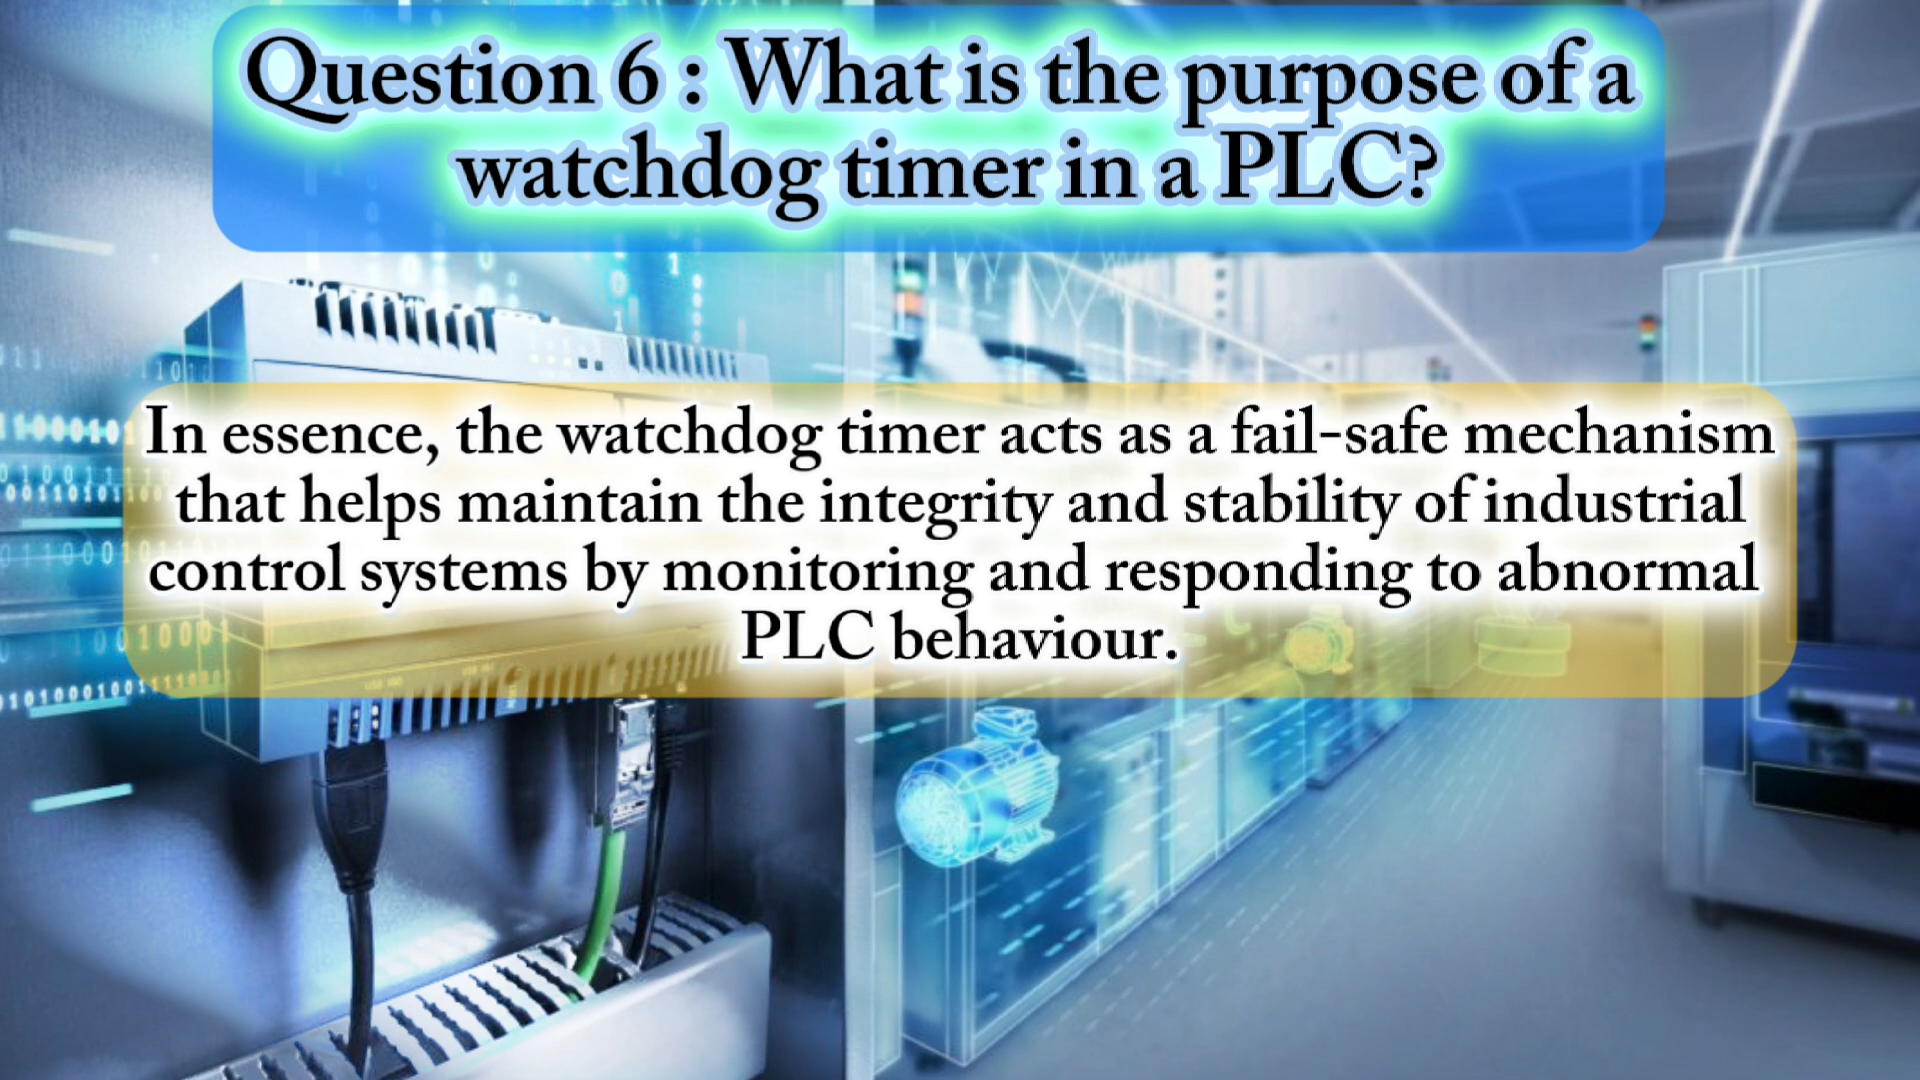 Question 6 : What is the purpose of a
watchdog timer in a PLC?
In essence, the watchdog timer acts as a fail-safe mechanism
that helps maintain the integrity and stability of industrial
control systems by monitoring and responding to abnormal
PLC behaviour.